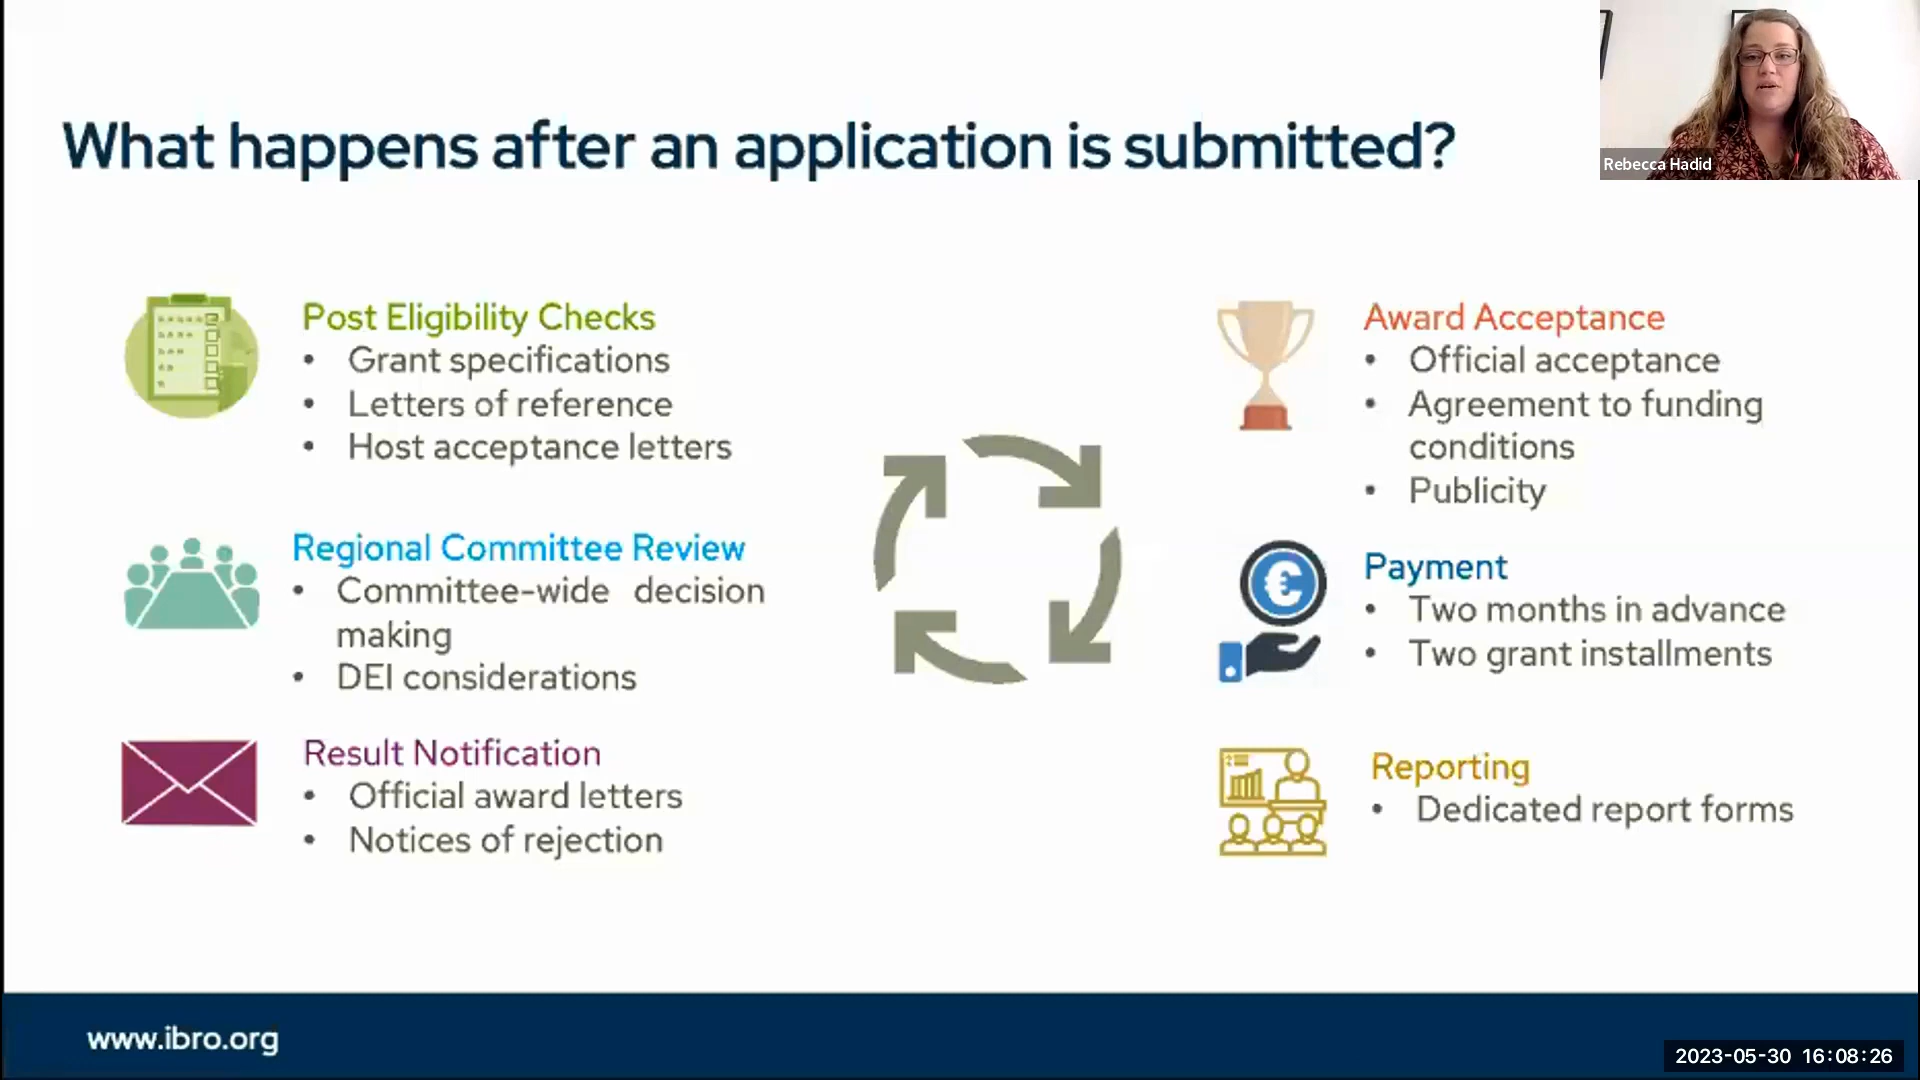 What happens after an application is submitted?
Rebecca Hadid
Post Eligibility Checks
• Grant specifications
• Letters of reference
• Host acceptance letters
Regional Committee Review
• Committee-wide decision
making
• DEI considerations
Result Notification
• Official award letters
• Notices of rejection
Award Acceptance
• Official acceptance
• Agreement to funding
conditions
• Publicity
€
Payment
• Two months in advance
• Two grant installments
Reporting
• Dedicated report forms
www.ibro.org
2023-05-30 16:08:26